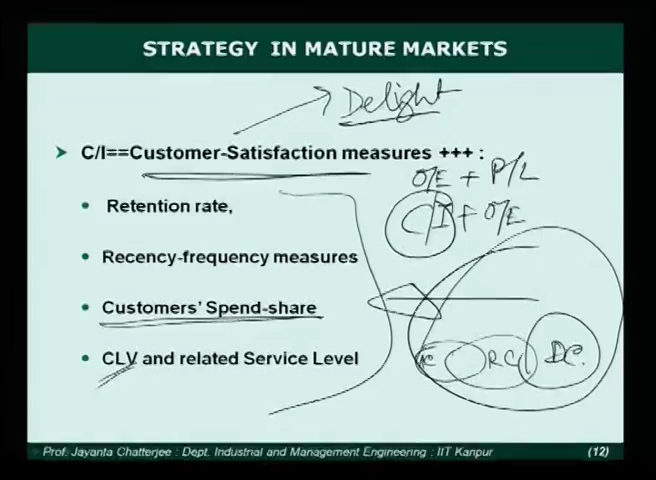 STRATEGY IN MATURE MARKETS
Delight
➤ C/I==Customer-Satisfaction measures +++ :
O/E + P/L
• Retention rate,
C/I + O/E
• Recency-frequency measures
• Customers' Spend-share
• CLV and related Service Level
RC DC.
Prof. Jayanta Chatterjee : Dept. Industrial and Management Engineering : IIT Kanpur (12)